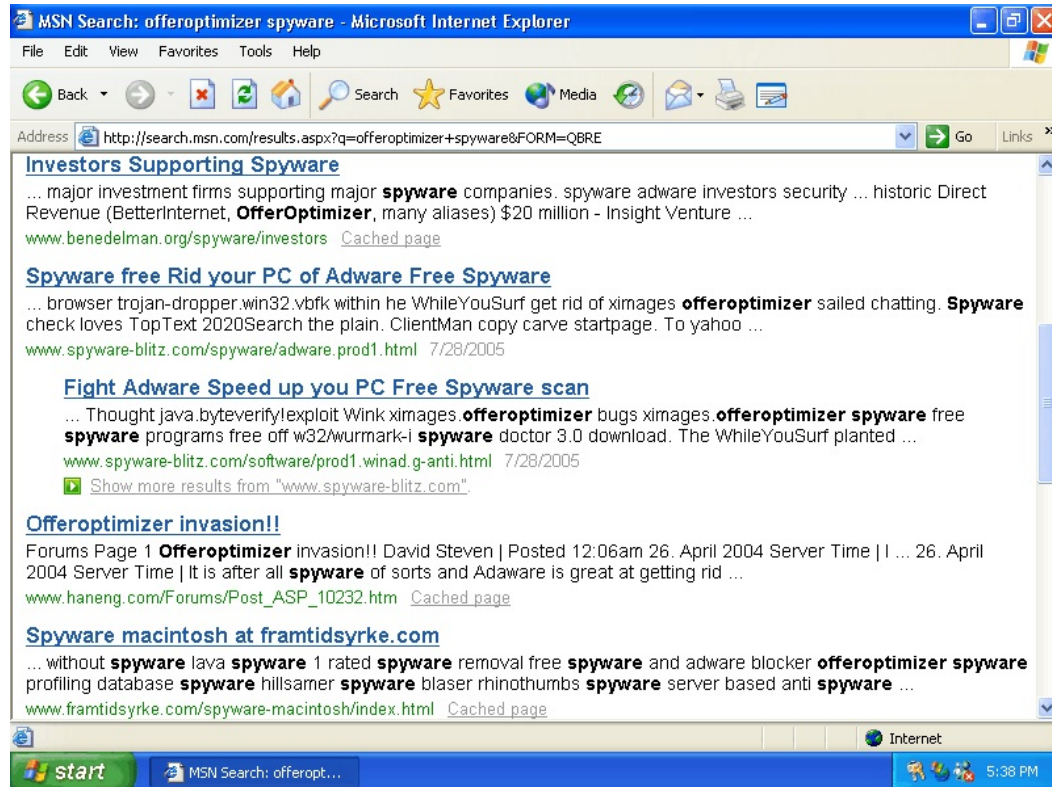 MSN Search: offeroptimizer spyware - Microsoft Internet Explorer
File Edit View Favorites Tools Help
Back Search Favorites Media
Address http://search.msn.com/results.aspx?q=offeroptimizer+spyware&FORM=QBRE Go Links »
Investors Supporting Spyware
... major investment firms supporting major spyware companies. spyware adware investors security ... historic Direct
Revenue (BetterInternet, OfferOptimizer, many aliases) $20 million - Insight Venture ...
www.benedelman.org/spyware/investors Cached page
Spyware free Rid your PC of Adware Free Spyware
... browser trojan-dropper.win32.vbfk within he WhileYouSurf get rid of ximages offeroptimizer sailed chatting. Spyware
check loves TopText 2020Search the plain. ClientMan copy carve startpage. To yahoo ...
www.spyware-blitz.com/spyware/adware.prod1.html 7/28/2005
Fight Adware Speed up you PC Free Spyware scan
... Thought java.byteverify!exploit Wink ximages.offeroptimizer bugs ximages.offeroptimizer spyware free
spyware programs free off w32/wurmark-i spyware doctor 3.0 download. The WhileYouSurf planted ...
www.spyware-blitz.com/software/prod1.winad.g-anti.html 7/28/2005
Show more results from "www.spyware-blitz.com".
Offeroptimizer invasion!!
Forums Page 1 Offeroptimizer invasion!! David Steven | Posted 12:06am 26. April 2004 Server Time | I ... 26. April
2004 Server Time | It is after all spyware of sorts and Adaware is great at getting rid ...
www.haneng.com/Forums/Post_ASP_10232.htm Cached page
Spyware macintosh at framtidsyrke.com
... without spyware lava spyware 1 rated spyware removal free spyware and adware blocker offeroptimizer spyware
profiling database spyware hillsamer spyware blaser rhinothumbs spyware server based anti spyware ...
www.framtidsyrke.com/spyware-macintosh/index.html Cached page
Internet
start MSN Search: offeropt... 5:38 PM